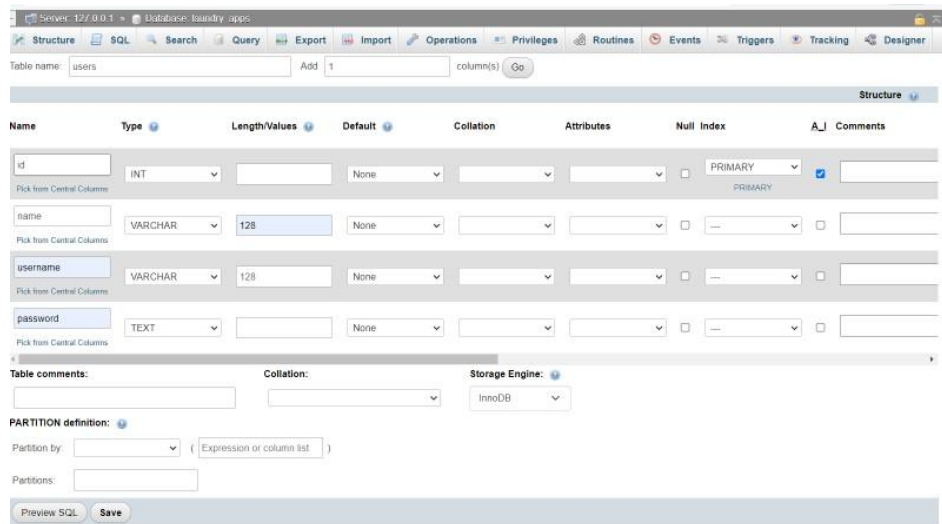 Server: 127.0.0.1 » Database: laundry_apps
Structure SQL Search Query Export Import Operations Privileges Routines Events Triggers Tracking Designer
Table name: users Add 1 column(s) Go
Structure
Name Type Length/Values Default Collation Attributes Null Index A_I Comments
id INT None PRIMARY
Pick from Central Columns PRIMARY
name VARCHAR 128 None ---
Pick from Central Columns
username VARCHAR 128 None ---
Pick from Central Columns
password TEXT None ---
Pick from Central Columns
Table comments: Collation: Storage Engine:
InnoDB
PARTITION definition:
Partition by: ( Expression or column list )
Partitions:
Preview SQL Save